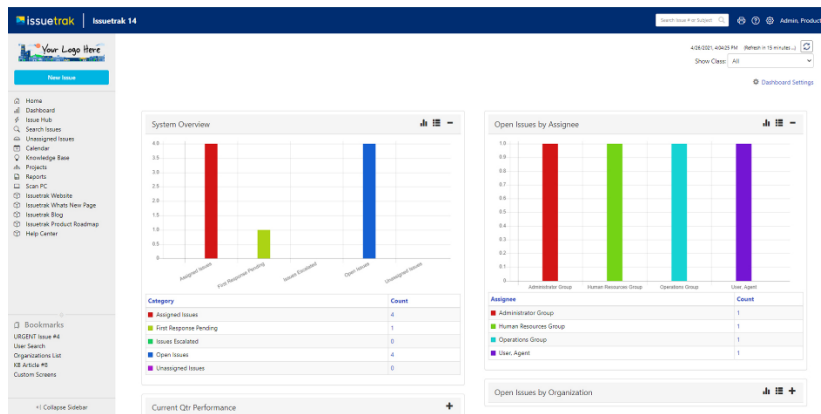 issuetrak
Issuetrak 14
Search Issue # or Subject
Admin, Product
Your Logo Here
New Issue
Home
Dashboard
Issue Hub
Search Issues
Unassigned Issues
Calendar
Knowledge Base
Projects
Reports
Scan PC
Issuetrak Website
Issuetrak Whats New Page
Issuetrak Blog
Issuetrak Product Roadmap
Help Center
Bookmarks
URGENT Issue #4
User Search
Organizations List
KB Article #8
Custom Screens
Collapse Sidebar
4/26/2021, 4:04:25 PM (Refresh in 15 minutes...)
Show Class: All
Dashboard Settings
System Overview
4.0
3.5
3.0
2.5
2.0
1.5
1.0
0.5
0
Assigned Issues
First Response Pending
Issues Escalated
Open Issues
Unassigned Issues
Category Count
Assigned Issues 4
First Response Pending 1
Issues Escalated 0
Open Issues 4
Unassigned Issues 0
Current Qtr Performance
Open Issues by Assignee
1.0
0.9
0.8
0.7
0.6
0.5
0.4
0.3
0.2
0.1
0
Administrator Group
Human Resources Group
Operations Group
User, Agent
Assignee Count
Administrator Group 1
Human Resources Group 1
Operations Group 1
User, Agent 1
Open Issues by Organization